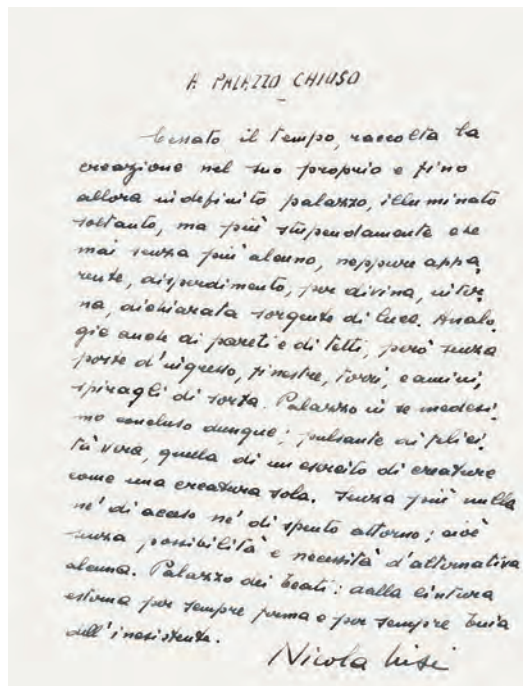 A PALAZZO CHIUSO
Cessato il tempo, raccolta la
creazione nel suo proprio e fino
allora indefinito palazzo, illuminato
soltanto, ma più stupendamente che
mai senza più alcuno, neppure appa,
rente, disperdimento, per divina, inter,
na, dichiarata sorgente di luce. Analo,
gie anche di pareti e di tetti, però senza
porte d'ingresso, finestre, torri, camini,
spiragli di sorta. Palazzo in se medesi,
mo concluso dunque; pulsante di felici,
tà vera, quella di un esercito di creature
come una creatura sola. Senza più nulla
né di acceso né di spento attorno; cioè
senza possibilità e necessità d'alternativa
alcuna. Palazzo dei beati: dalla cintura
esterna per sempre ferma e per sempre buia
dell'inesistente.
Nicola Lisi